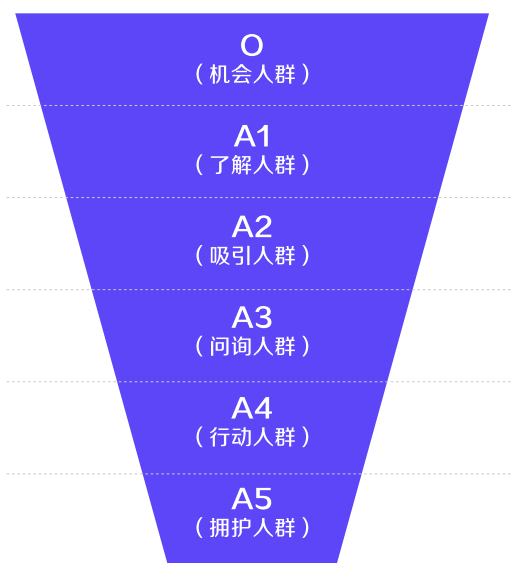 O
（机会人群）
A1
（了解人群）
A2
（吸引人群）
A3
（问询人群）
A4
（行动人群）
A5
（拥护人群）